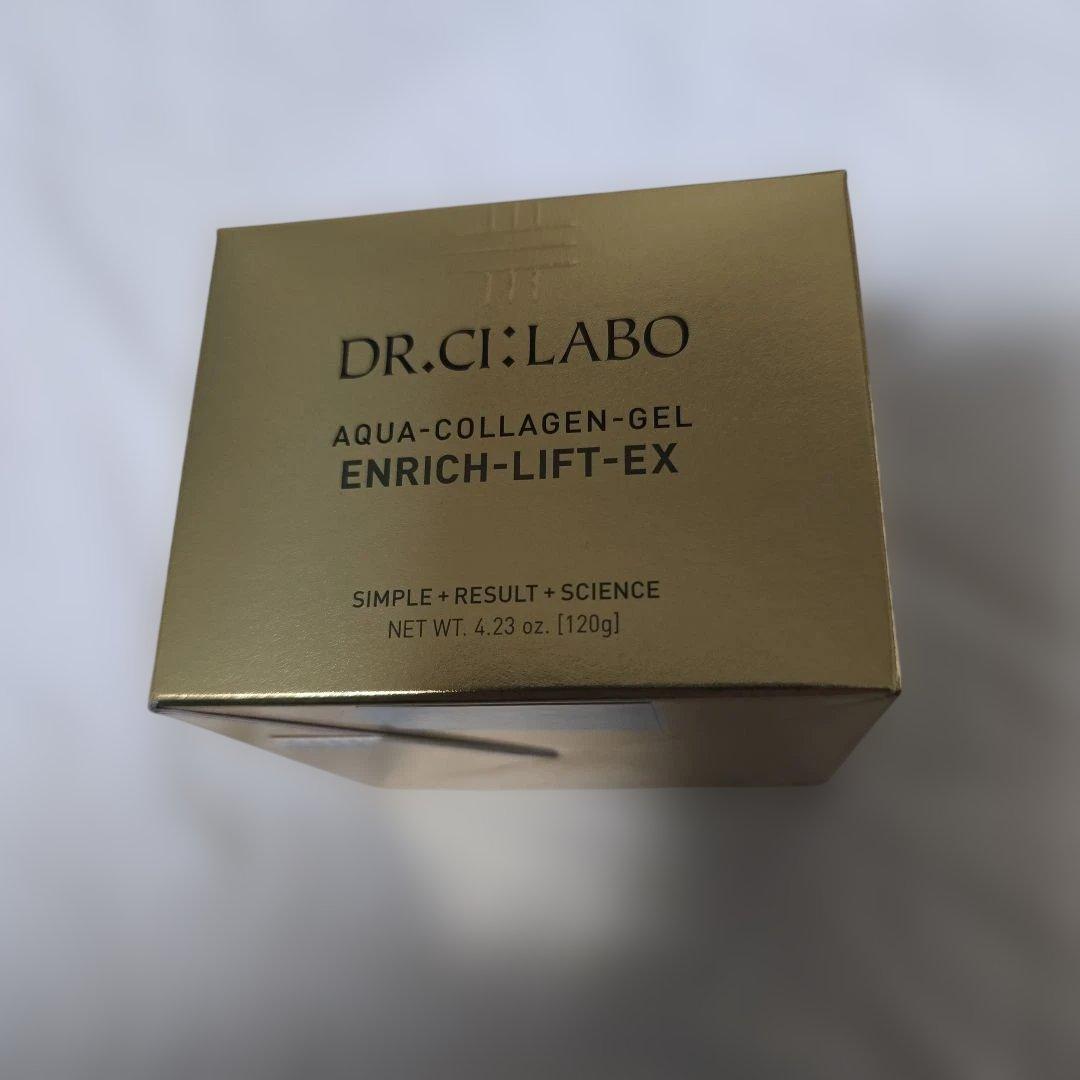 DR.CI:LABO
AQUA-COLLAGEN-GEL
ENRICH-LIFT-EX
SIMPLE + RESULT + SCIENCE
NET WT. 4.23 oz. [120g]